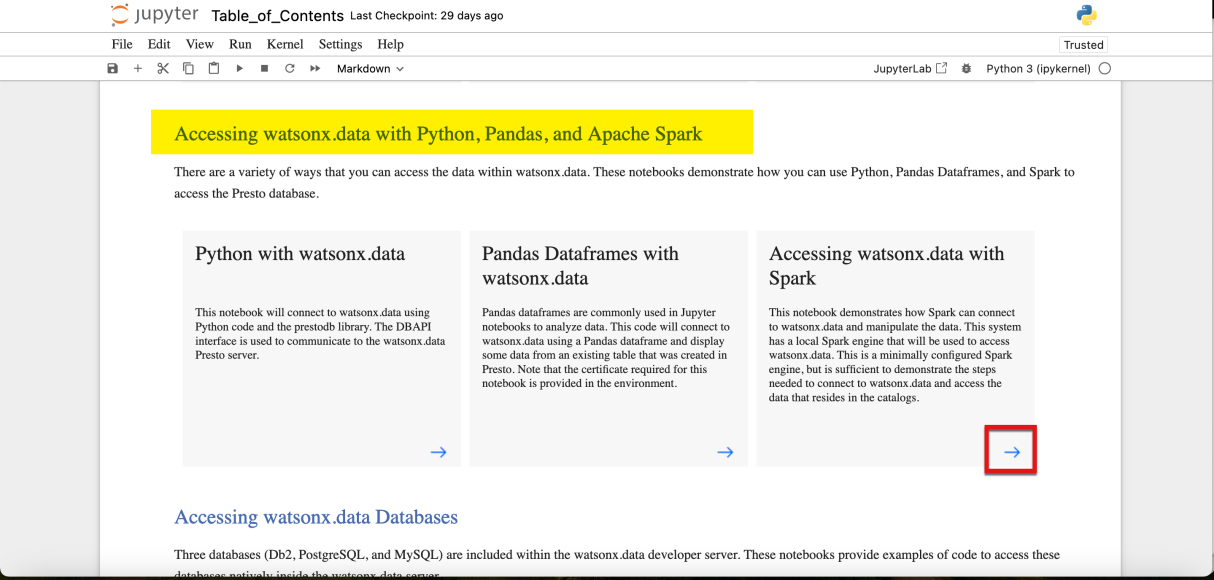 jupyter Table_of_Contents Last Checkpoint: 29 days ago
File Edit View Run Kernel Settings Help
Trusted
Markdown
JupyterLab
Python 3 (ipykernel)
Accessing watsonx.data with Python, Pandas, and Apache Spark
There are a variety of ways that you can access the data within watsonx.data. These notebooks demonstrate how you can use Python, Pandas Dataframes, and Spark to
access the Presto database.
Python with watsonx.data
This notebook will connect to watsonx.data using
Python code and the prestodb library. The DBAPI
interface is used to communicate to the watsonx.data
Presto server.
Pandas Dataframes with
watsonx.data
Pandas dataframes are commonly used in Jupyter
notebooks to analyze data. This code will connect to
watsonx.data using a Pandas dataframe and display
some data from an existing table that was created in
Presto. Note that the certificate required for this
notebook is provided in the environment.
Accessing watsonx.data with
Spark
This notebook demonstrates how Spark can connect
to watsonx.data and manipulate the data. This system
has a local Spark engine that will be used to access
watsonx.data. This is a minimally configured Spark
engine, but is sufficient to demonstrate the steps
needed to connect to watsonx.data and access the
data that resides in the catalogs.
Accessing watsonx.data Databases
Three databases (Db2, PostgreSQL, and MySQL) are included within the watsonx.data developer server. These notebooks provide examples of code to access these
databases natively inside the watsonx.data server.